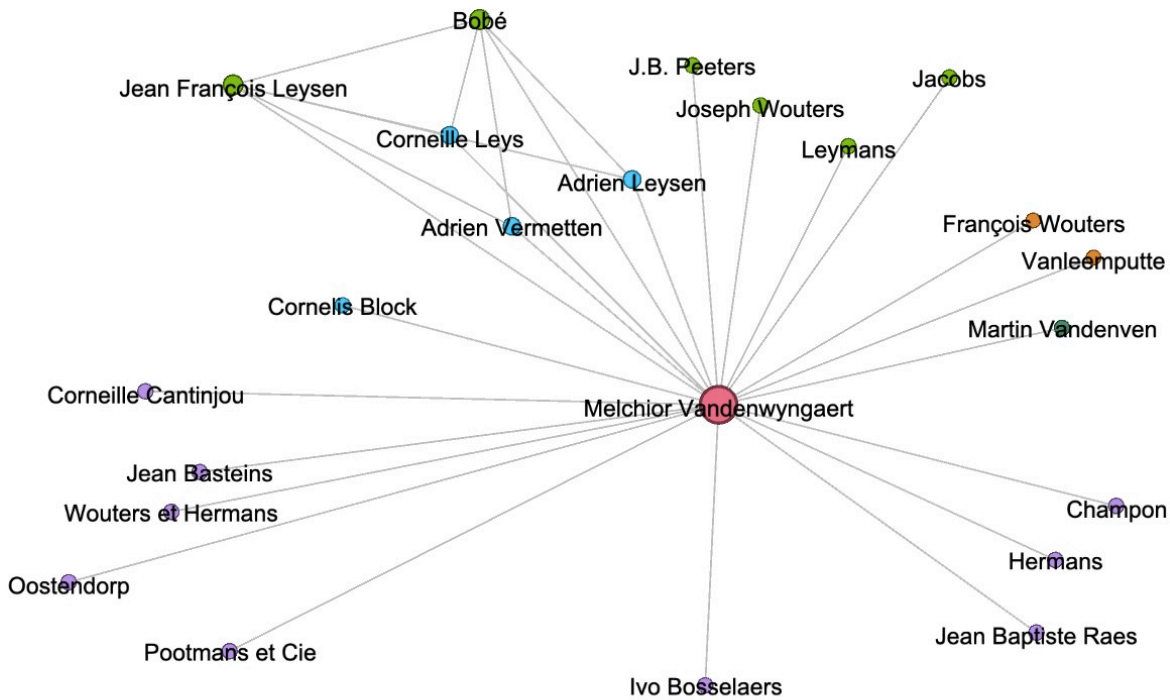 Bobé
J.B. Peeters
Jacobs
Jean François Leysen
Joseph Wouters
Corneille Leys
Leymans
Adrien Leysen
François Wouters
Adrien Vermetten
Vanleemputte
Cornelis Block
Martin Vandenven
Corneille Cantinjou
Melchior Vandenwyngaert
Jean Basteins
Champon
Wouters et Hermans
Hermans
Oostendorp
Jean Baptiste Raes
Pootmans et Cie
Ivo Bosselaers